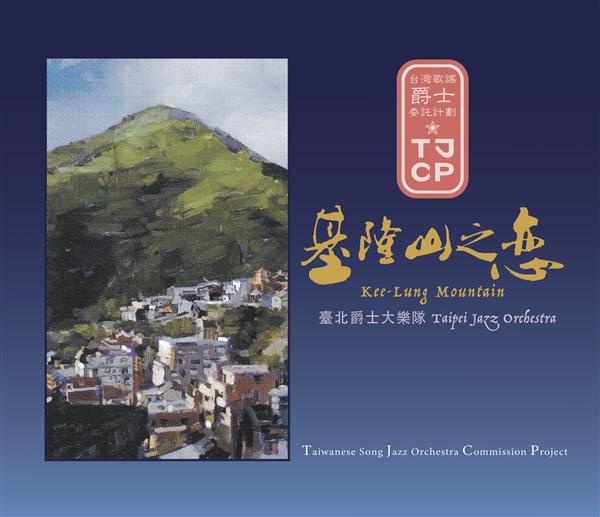 台灣歌謠
爵士
委託計劃
TJ
CP
基隆山之恋
Kee-Lung Mountain
臺北爵士大樂隊 Taipei Jazz Orchestra
Taiwanese Song Jazz Orchestra Commission Project